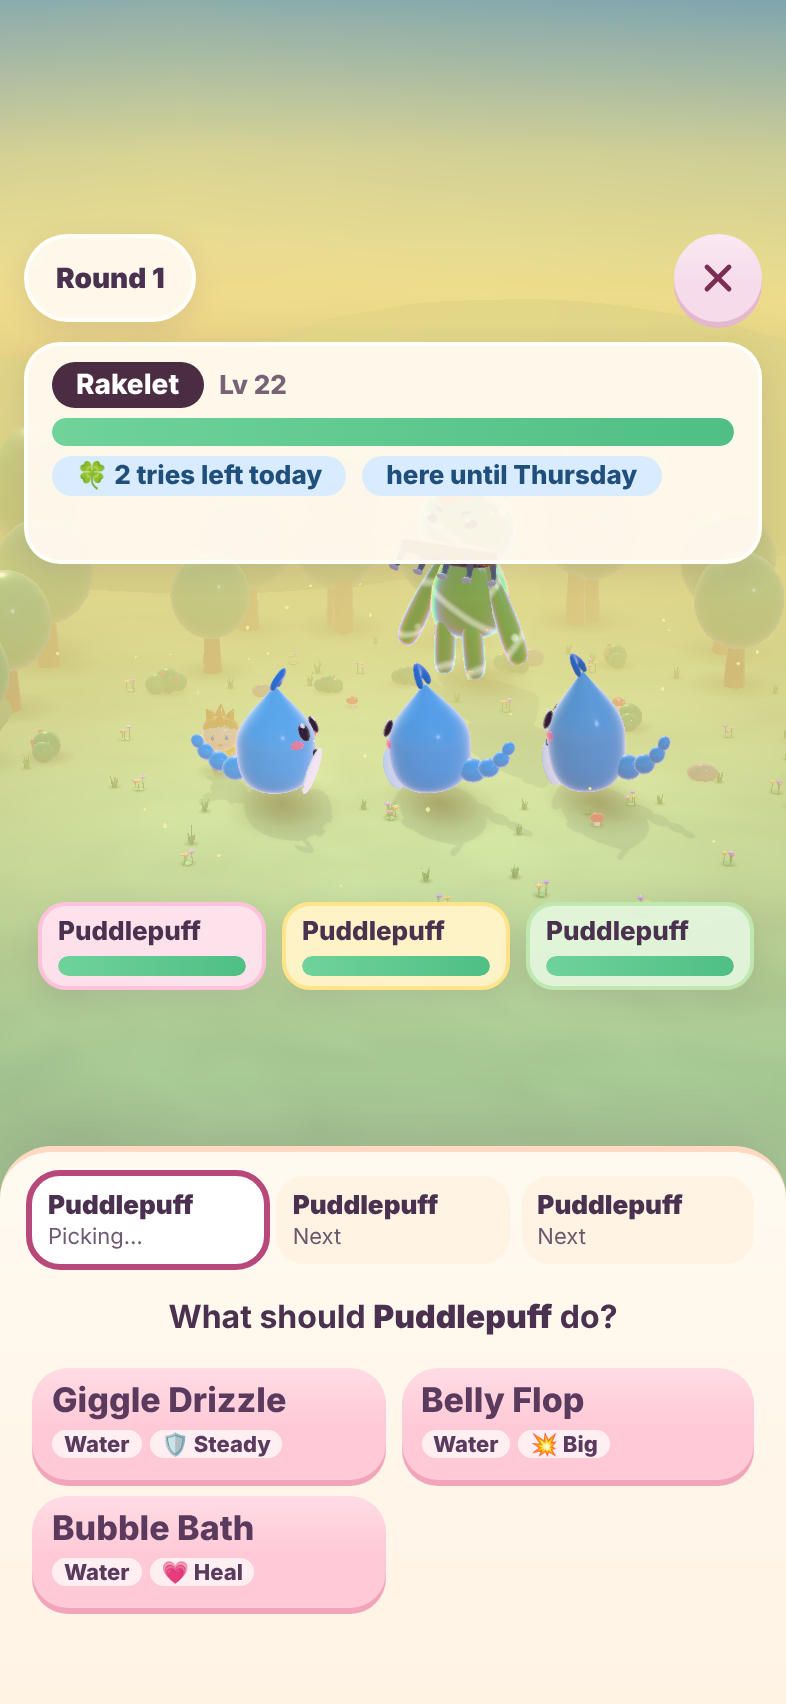 Round 1
Rakelet Lv 22
🍀 2 tries left today here until Thursday
Puddlepuff Puddlepuff Puddlepuff
Puddlepuff Puddlepuff Puddlepuff
Picking... Next Next
What should Puddlepuff do?
Giggle Drizzle Belly Flop
Water 🛡️ Steady Water 💥 Big
Bubble Bath
Water 💗 Heal